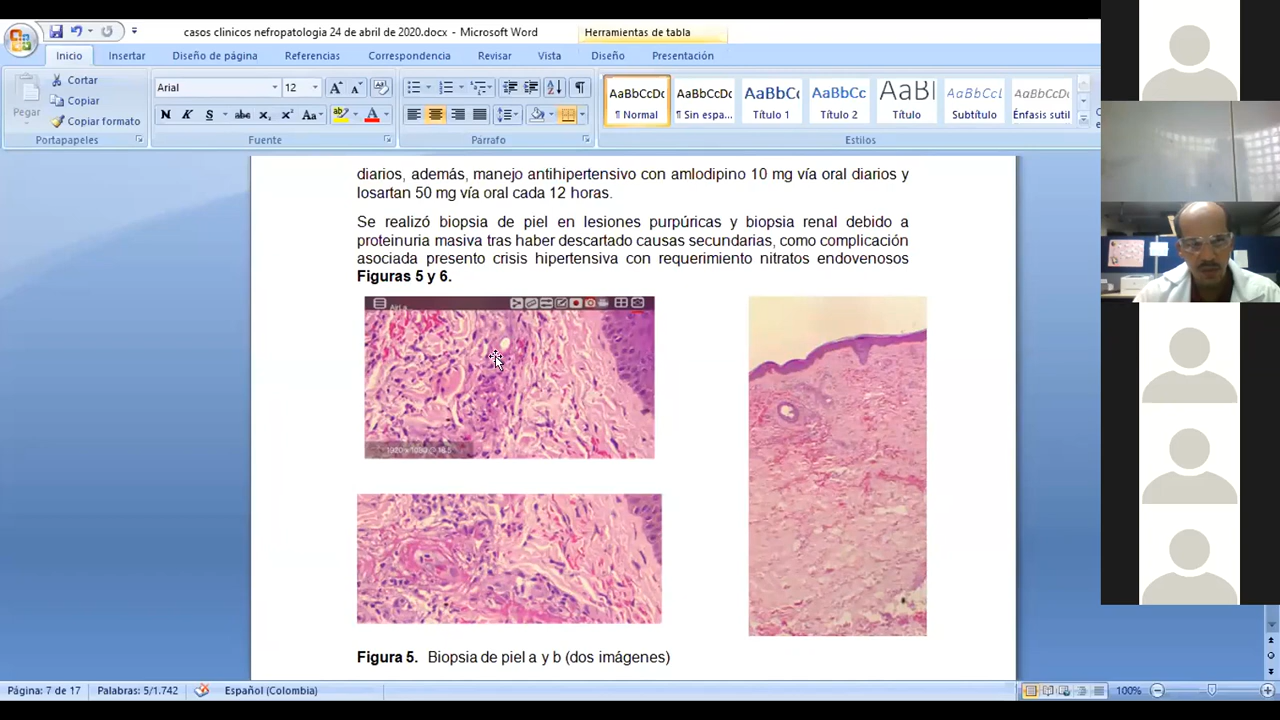 casos clinicos nefropatologia 24 de abril de 2020.docx - Microsoft Word
Herramientas de tabla
Inicio Insertar Diseño de página Referencias Correspondencia Revisar Vista Diseño Presentación
Cortar
Copiar
Copiar formato
Pegar
Portapapeles
Arial 12
N K S abc x₂ x² Aa
Fuente
Párrafo
AaBbCcDc AaBbCcDc AaBbC AaBbCc AaBl AaBbCcL AaBbCcDc
¶ Normal ¶ Sin espa... Título 1 Título 2 Título Subtítulo Énfasis sutil
Estilos
diarios, además, manejo antihipertensivo con amlodipino 10 mg vía oral diarios y
losartan 50 mg vía oral cada 12 horas.
Se realizó biopsia de piel en lesiones purpúricas y biopsia renal debido a
proteinuria masiva tras haber descartado causas secundarias, como complicación
asociada presento crisis hipertensiva con requerimiento nitratos endovenosos
Figuras 5 y 6.
Figura 5. Biopsia de piel a y b (dos imágenes)
Página: 7 de 17 Palabras: 5/1.742 Español (Colombia) 100%